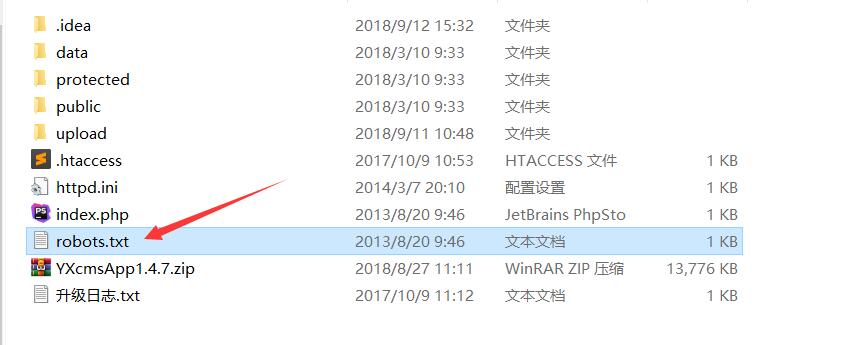 .idea 2018/9/12 15:32 文件夹
data 2018/3/10 9:33 文件夹
protected 2018/3/10 9:33 文件夹
public 2018/3/10 9:33 文件夹
upload 2018/9/11 10:48 文件夹
.htaccess 2017/10/9 10:53 HTACCESS 文件 1 KB
httpd.ini 2014/3/7 20:10 配置设置 1 KB
index.php 2013/8/20 9:46 JetBrains PhpSto 1 KB
robots.txt 2013/8/20 9:46 文本文档 1 KB
YXcmsApp1.4.7.zip 2018/8/27 11:11 WinRAR ZIP 压缩 13,776 KB
升级日志.txt 2017/10/9 11:12 文本文档 1 KB